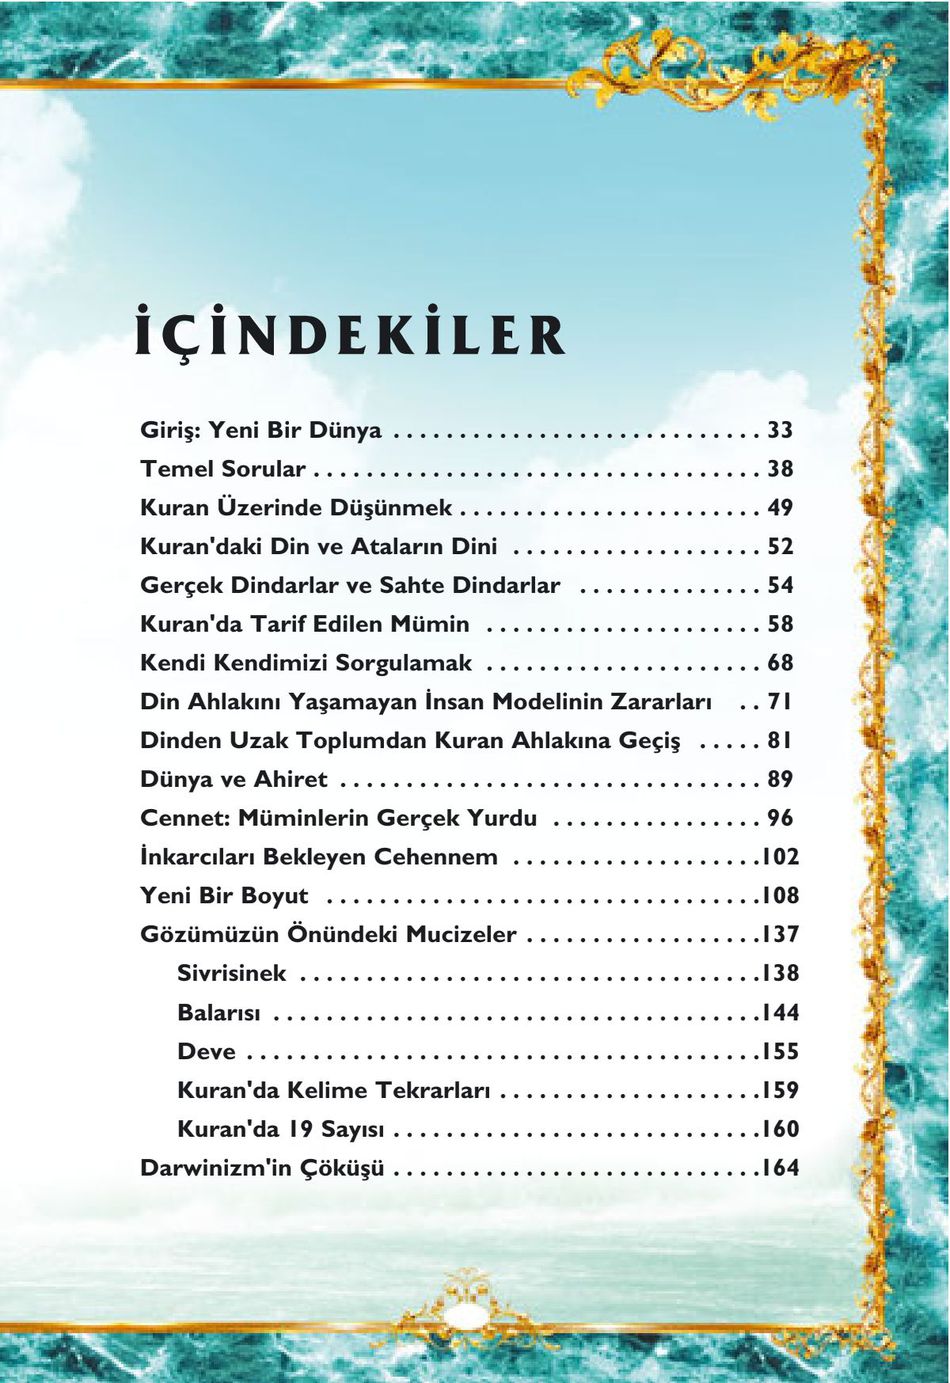 İÇİNDEKİLER
Giriş: Yeni Bir Dünya . . . . . . . . . . . . . . . . . . . . . . . . . . . . 33
Temel Sorular . . . . . . . . . . . . . . . . . . . . . . . . . . . . . . . . . . 38
Kuran Üzerinde Düşünmek . . . . . . . . . . . . . . . . . . . . . . . 49
Kuran'daki Din ve Ataların Dini . . . . . . . . . . . . . . . . . . . 52
Gerçek Dindarlar ve Sahte Dindarlar . . . . . . . . . . . . . . 54
Kuran'da Tarif Edilen Mümin . . . . . . . . . . . . . . . . . . . . . 58
Kendi Kendimizi Sorgulamak . . . . . . . . . . . . . . . . . . . . . 68
Din Ahlakını Yaşamayan İnsan Modelinin Zararları . . 71
Dinden Uzak Toplumdan Kuran Ahlakına Geçiş . . . . . 81
Dünya ve Ahiret . . . . . . . . . . . . . . . . . . . . . . . . . . . . . . . . 89
Cennet: Müminlerin Gerçek Yurdu . . . . . . . . . . . . . . . . 96
İnkarcıları Bekleyen Cehennem . . . . . . . . . . . . . . . . . . .102
Yeni Bir Boyut . . . . . . . . . . . . . . . . . . . . . . . . . . . . . . . . .108
Gözümüzün Önündeki Mucizeler . . . . . . . . . . . . . . . . . .137
Sivrisinek . . . . . . . . . . . . . . . . . . . . . . . . . . . . . . . . . . .138
Balarısı . . . . . . . . . . . . . . . . . . . . . . . . . . . . . . . . . . . . .144
Deve . . . . . . . . . . . . . . . . . . . . . . . . . . . . . . . . . . . . . . .155
Kuran'da Kelime Tekrarları . . . . . . . . . . . . . . . . . . . .159
Kuran'da 19 Sayısı . . . . . . . . . . . . . . . . . . . . . . . . . . . .160
Darwinizm'in Çöküşü . . . . . . . . . . . . . . . . . . . . . . . . . . . .164